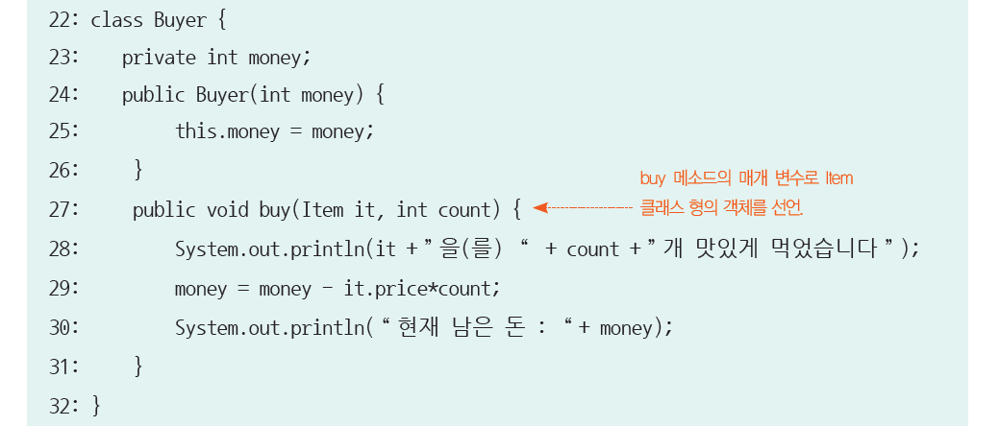 22: class Buyer {
23: private int money;
24: public Buyer(int money) {
25: this.money = money;
26: }
buy 메소드의 매개 변수로 Item
27: public void buy(Item it, int count) {
클래스 형의 객체를 선언.
28: System.out.println(it +”을(를) “ + count +”개 맛있게 먹었습니다”);
29: money = money - it.price*count;
30: System.out.println(“현재 남은 돈 : “+ money);
31: }
32: }